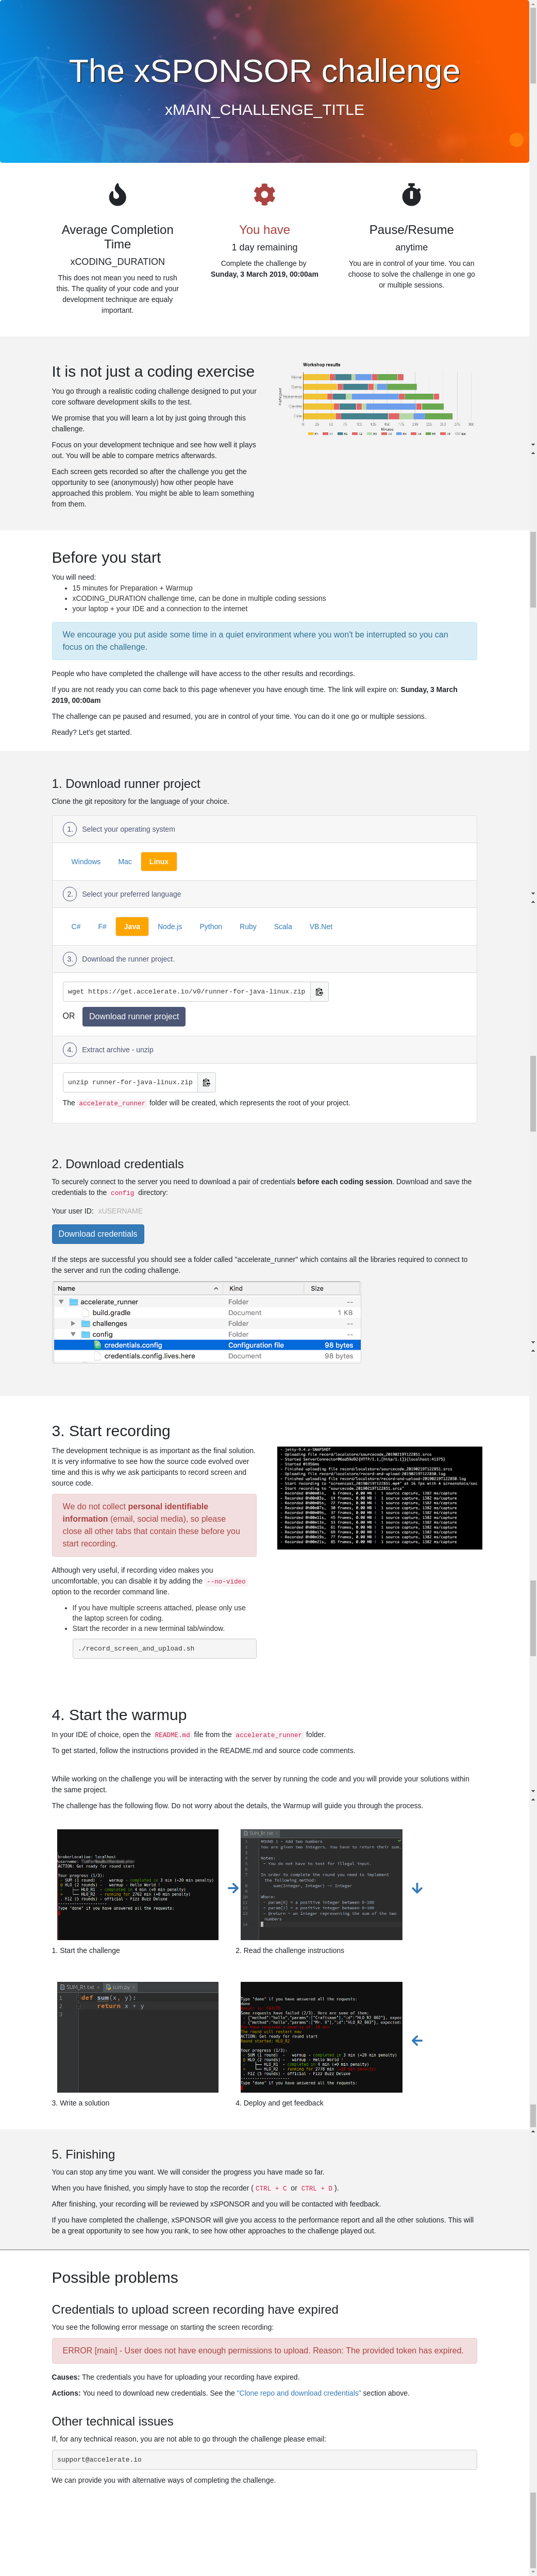 The xSPONSOR challenge
xMAIN_CHALLENGE_TITLE
Average Completion
Time
xCODING_DURATION
This does not mean you need to rush
this. The quality of your code and your
development technique are equaly
important.
You have
1 day remaining
Complete the challenge by
Sunday, 3 March 2019, 00:00am
Pause/Resume
anytime
You are in control of your time. You can
choose to solve the challenge in one go
or multiple sessions.
It is not just a coding exercise
You go through a realistic coding challenge designed to put your
core software development skills to the test.
We promise that you will learn a lot by just going through this
challenge.
Focus on your development technique and see how well it plays
out. You will be able to compare metrics afterwards.
Each screen gets recorded so after the challenge you get the
opportunity to see (anonymously) how other people have
approached this problem. You might be able to learn something
from them.
Workshop results
Minutes
Before you start
You will need:
15 minutes for Preparation + Warmup
xCODING_DURATION challenge time, can be done in multiple coding sessions
your laptop + your IDE and a connection to the internet
We encourage you put aside some time in a quiet environment where you won't be interrupted so you can
focus on the challenge.
People who have completed the challenge will have access to the other results and recordings.
If you are not ready you can come back to this page whenever you have enough time. The link will expire on: Sunday, 3 March
2019, 00:00am
The challenge can pe paused and resumed, you are in control of your time. You can do it one go or multiple sessions.
Ready? Let's get started.
1. Download runner project
Clone the git repository for the language of your choice.
1. Select your operating system
Windows Mac Linux
2. Select your preferred language
C# F# Java Node.js Python Ruby Scala VB.Net
3. Download the runner project.
wget https://get.accelerate.io/v0/runner-for-java-linux.zip
OR Download runner project
4. Extract archive - unzip
unzip runner-for-java-linux.zip
The accelerate_runner folder will be created, which represents the root of your project.
2. Download credentials
To securely connect to the server you need to download a pair of credentials before each coding session. Download and save the
credentials to the config directory:
Your user ID: xUSERNAME
Download credentials
If the steps are successful you should see a folder called "accelerate_runner" which contains all the libraries required to connect to
the server and run the coding challenge.
Name Kind Size
accelerate_runner Folder --
build.gradle Document 1 KB
challenges Folder --
config Folder --
credentials.config Configuration file 98 bytes
credentials.config.lives.here Document 98 bytes
3. Start recording
The development technique is as important as the final solution.
It is very informative to see how the source code evolved over
time and this is why we ask participants to record screen and
source code.
We do not collect personal identifiable
information (email, social media), so please
close all other tabs that contain these before you
start recording.
Although very useful, if recording video makes you
uncomfortable, you can disable it by adding the --no-video
option to the recorder command line.
If you have multiple screens attached, please only use
the laptop screen for coding.
Start the recorder in a new terminal tab/window.
./record_screen_and_upload.sh
4. Start the warmup
In your IDE of choice, open the README.md file from the accelerate_runner folder.
To get started, follow the instructions provided in the README.md and source code comments.
While working on the challenge you will be interacting with the server by running the code and you will provide your solutions within
the same project.
The challenge has the following flow. Do not worry about the details, the Warmup will guide you through the process.
1. Start the challenge
ROUND 1 - Add two numbers
2. Read the challenge instructions
def sum(x, y):
return x + y
3. Write a solution
4. Deploy and get feedback
5. Finishing
You can stop any time you want. We will consider the progress you have made so far.
When you have finished, you simply have to stop the recorder ( CTRL + C or CTRL + D ).
After finishing, your recording will be reviewed by xSPONSOR and you will be contacted with feedback.
If you have completed the challenge, xSPONSOR will give you access to the performance report and all the other solutions. This will
be a great opportunity to see how you rank, to see how other approaches to the challenge played out.
Possible problems
Credentials to upload screen recording have expired
You see the following error message on starting the screen recording:
ERROR [main] - User does not have enough permissions to upload. Reason: The provided token has expired.
Causes: The credentials you have for uploading your recording have expired.
Actions: You need to download new credentials. See the "Clone repo and download credentials" section above.
Other technical issues
If, for any technical reason, you are not able to go through the challenge please email:
support@accelerate.io
We can provide you with alternative ways of completing the challenge.